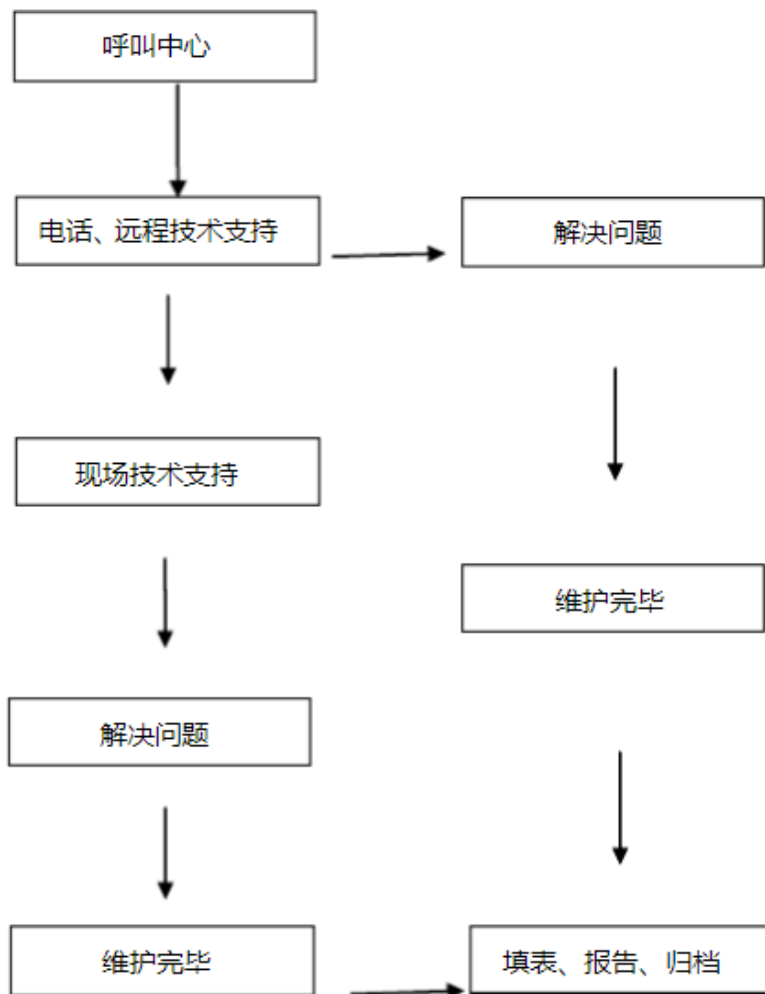 呼叫中心
电话、远程技术支持
解决问题
现场技术支持
维护完毕
解决问题
维护完毕
填表、报告、归档